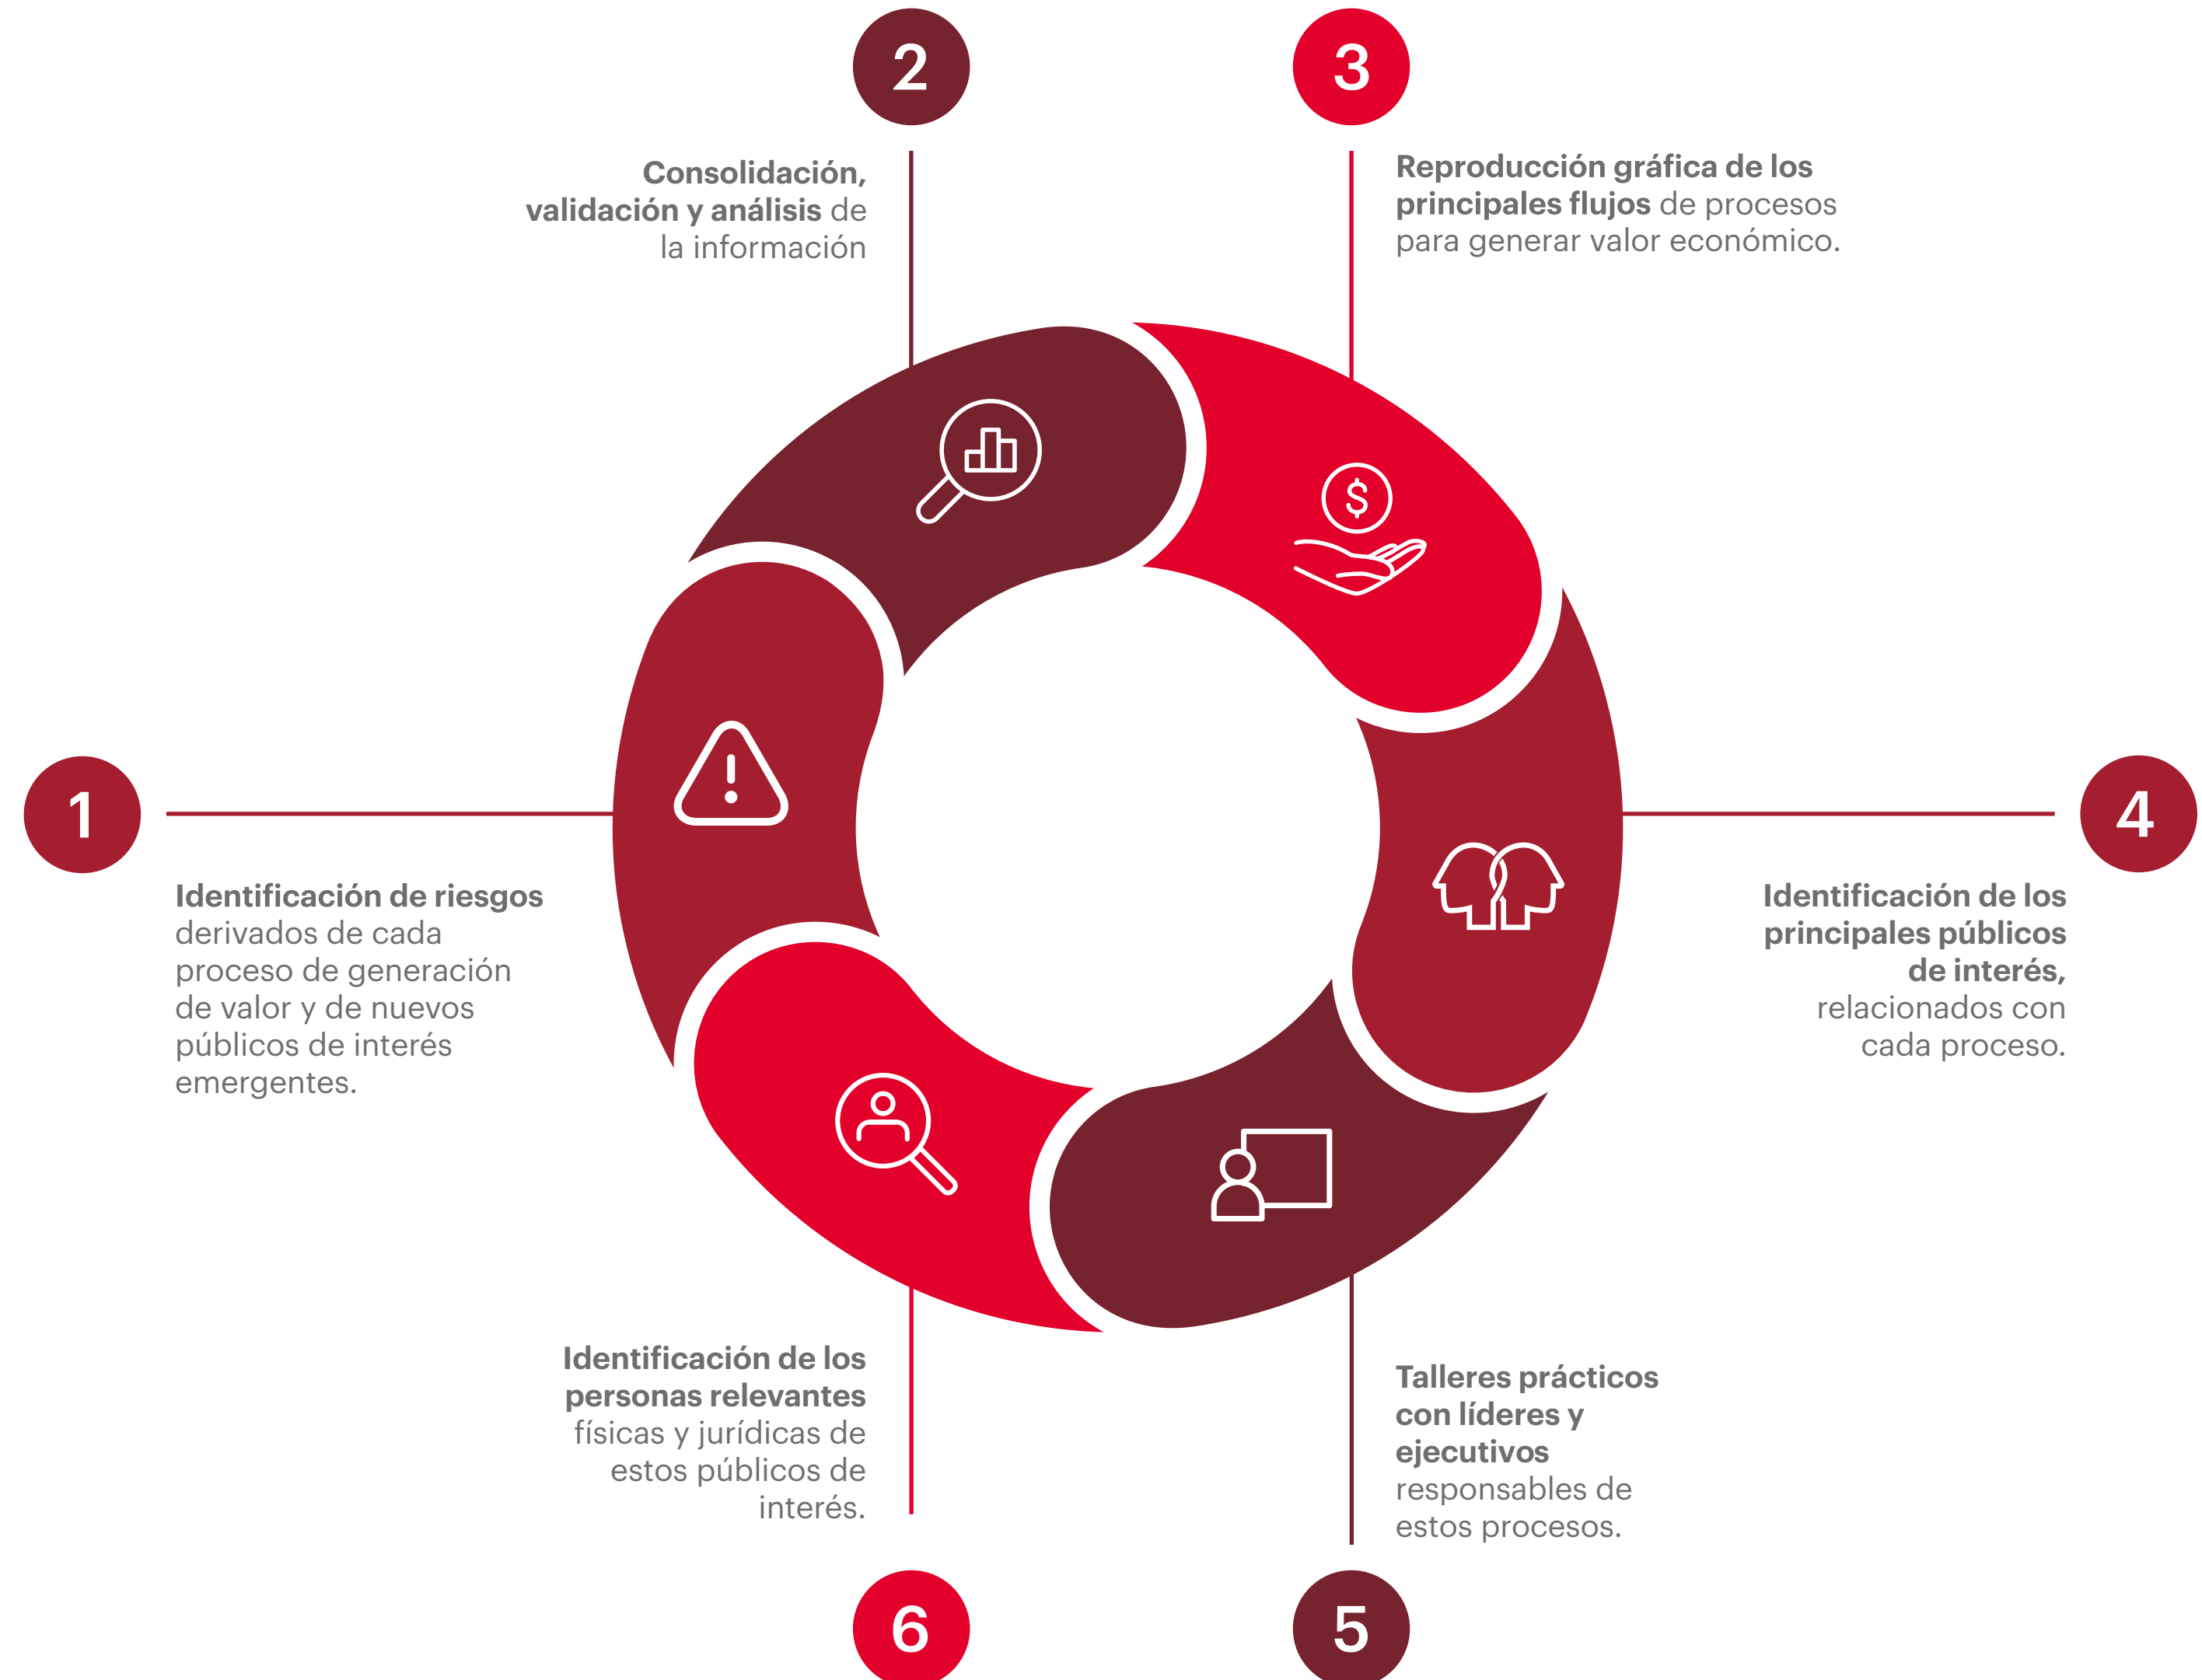 1
Identificación de riesgos
derivados de cada
proceso de generación
de valor y de nuevos
públicos de interés
emergentes.
2
Consolidación,
validación y análisis de
la información
3
Reproducción gráfica de los
principales flujos de procesos
para generar valor económico.
$
4
Identificación de los
principales públicos
de interés,
relacionados con
cada proceso.
5
Talleres prácticos
con líderes y
ejecutivos
responsables de
estos procesos.
6
Identificación de los
personas relevantes
físicas y jurídicas de
estos públicos de
interés.